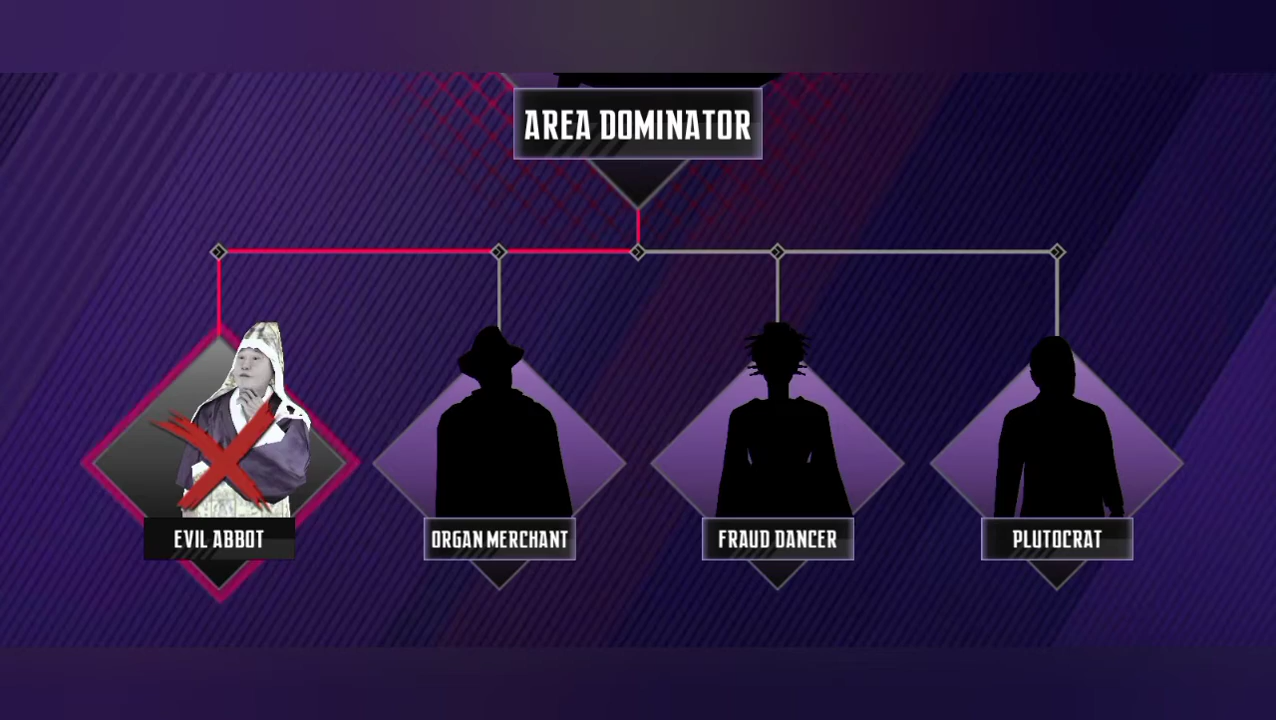 AREA DOMINATOR
EVIL ABBOT
ORGAN MERCHANT
FRAUD DANCER
PLUTOCRAT